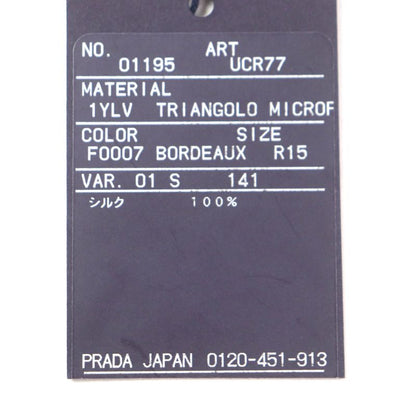 NO. ART
01195 UCR77
MATERIAL
1YLV TRIANGOLO MICROF
COLOR SIZE
F0007 BORDEAUX R15
VAR. 01 S 141
シルク 100%
PRADA JAPAN 0120-451-913